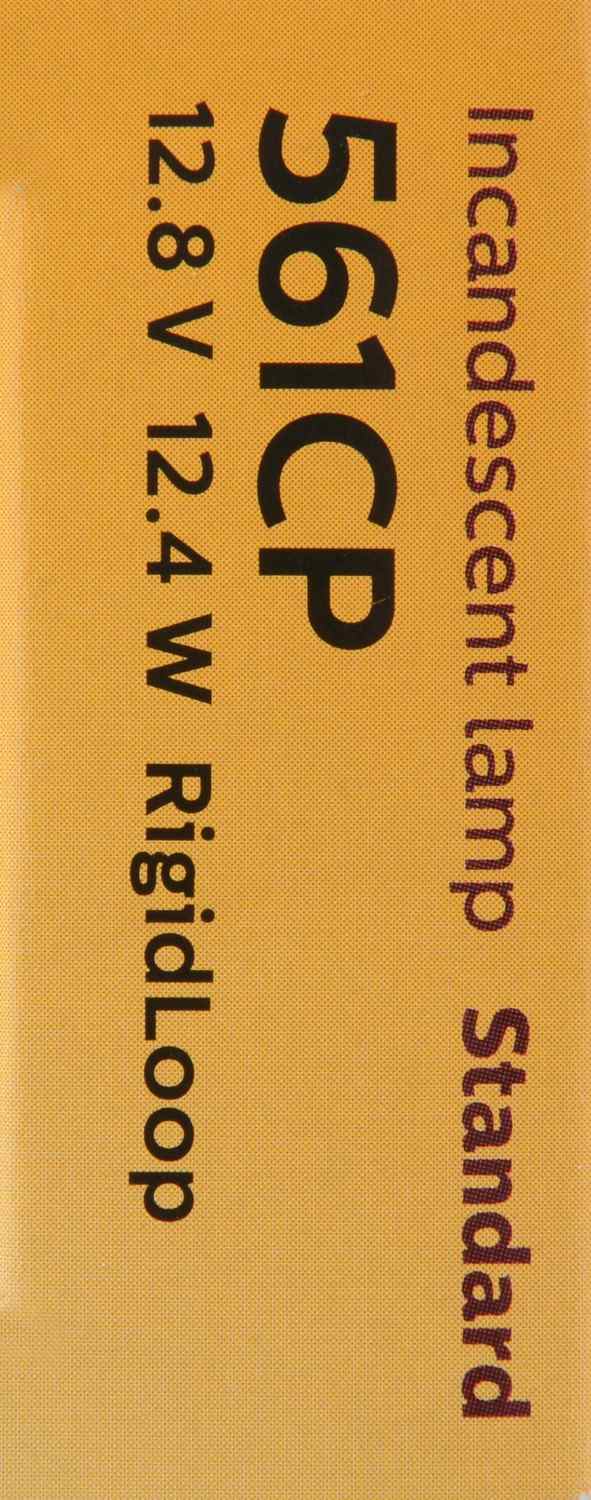 Incandescent lamp Standard
561CP
12.8 V 12.4 W RigidLoop